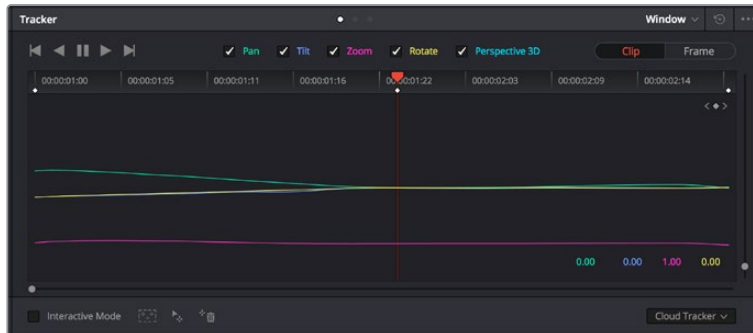 Tracker Window
Pan Tilt Zoom Rotate Perspective 3D Clip Frame
00:00:01:00 00:00:01:05 00:00:01:11 00:00:01:16 00:00:01:22 00:00:02:03 00:00:02:09 00:00:02:14
0.00 0.00 1.00 0.00
Interactive Mode Cloud Tracker